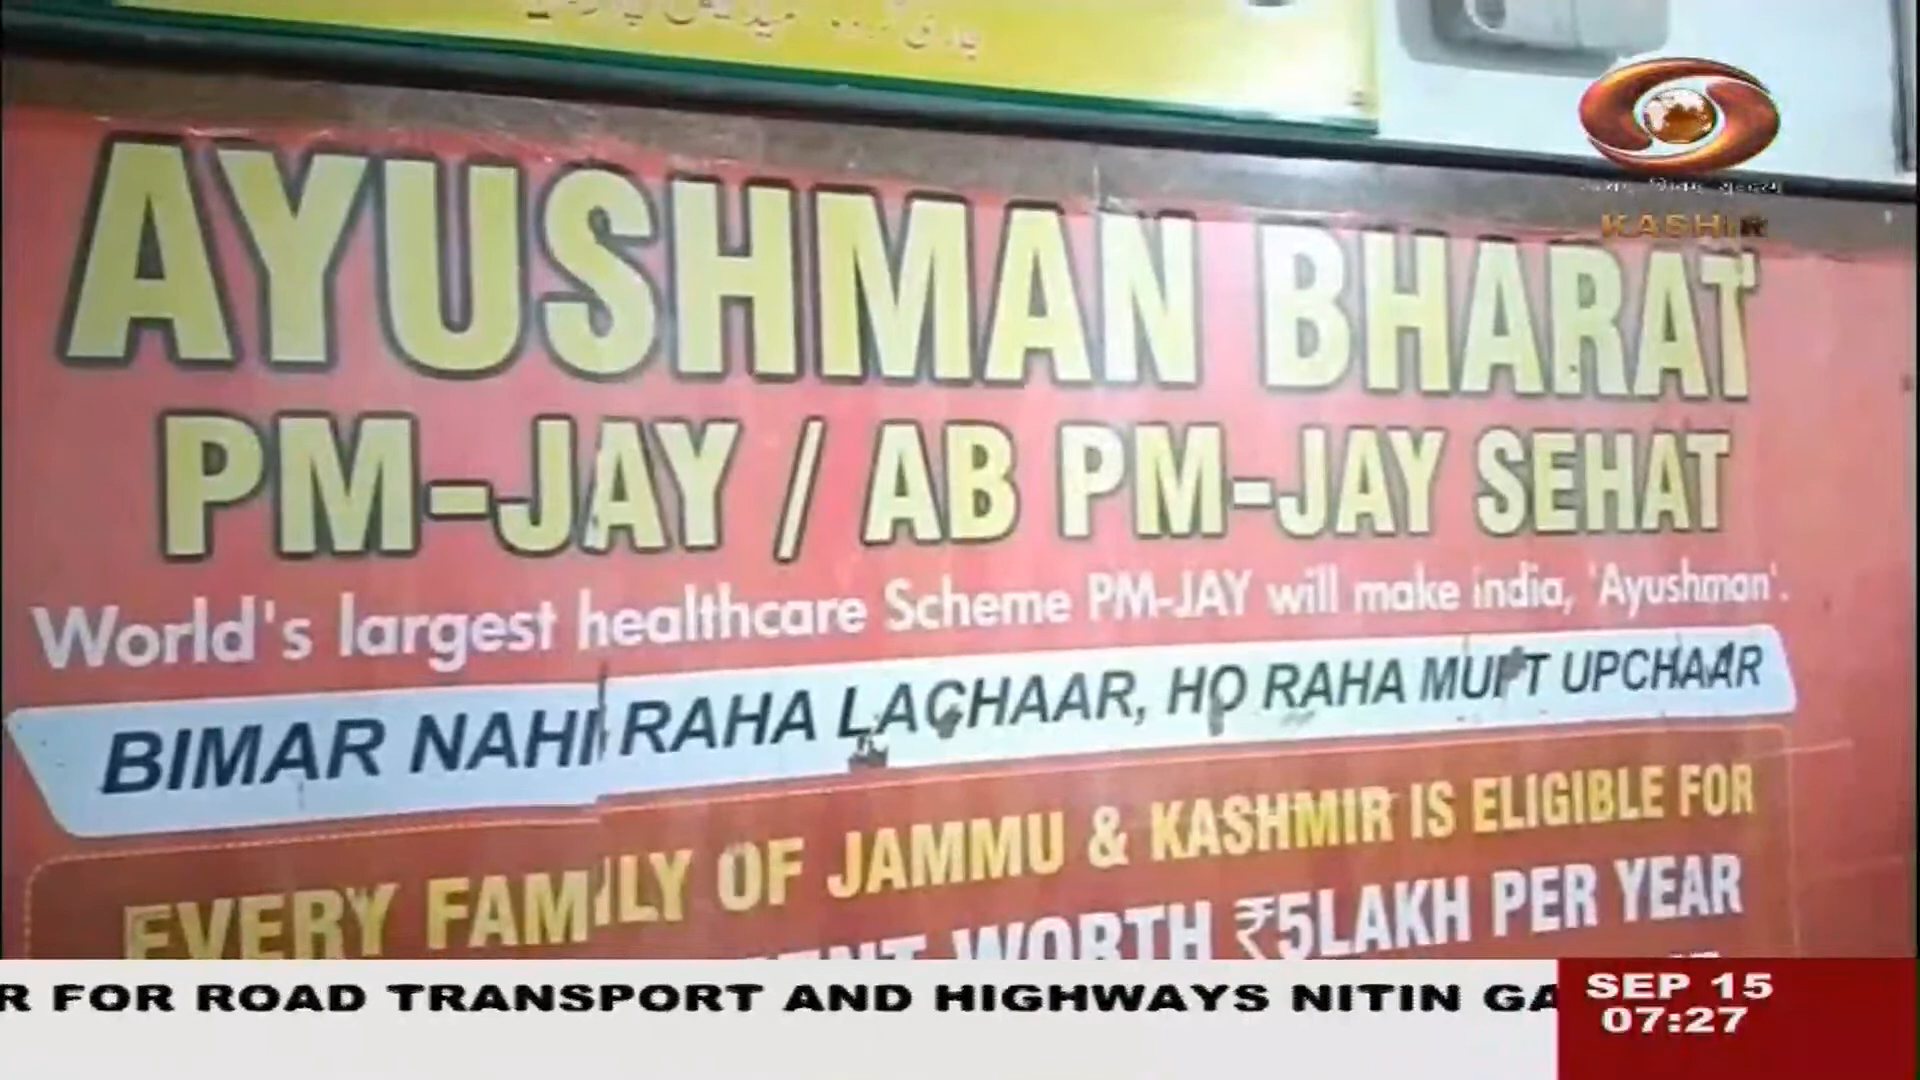 KASHIR
AYUSHMAN BHARAT
PM-JAY / AB PM-JAY SEHAT
World's largest healthcare Scheme PM-JAY will make india, 'Ayushman'.
BIMAR NAHI RAHA LACHAAR, HO RAHA MUFT UPCHAAR
EVERY FAMILY OF JAMMU & KASHMIR IS ELIGIBLE FOR
WORTH ₹5LAKH PER YEAR
R FOR ROAD TRANSPORT AND HIGHWAYS NITIN GA
SEP 15
07:27